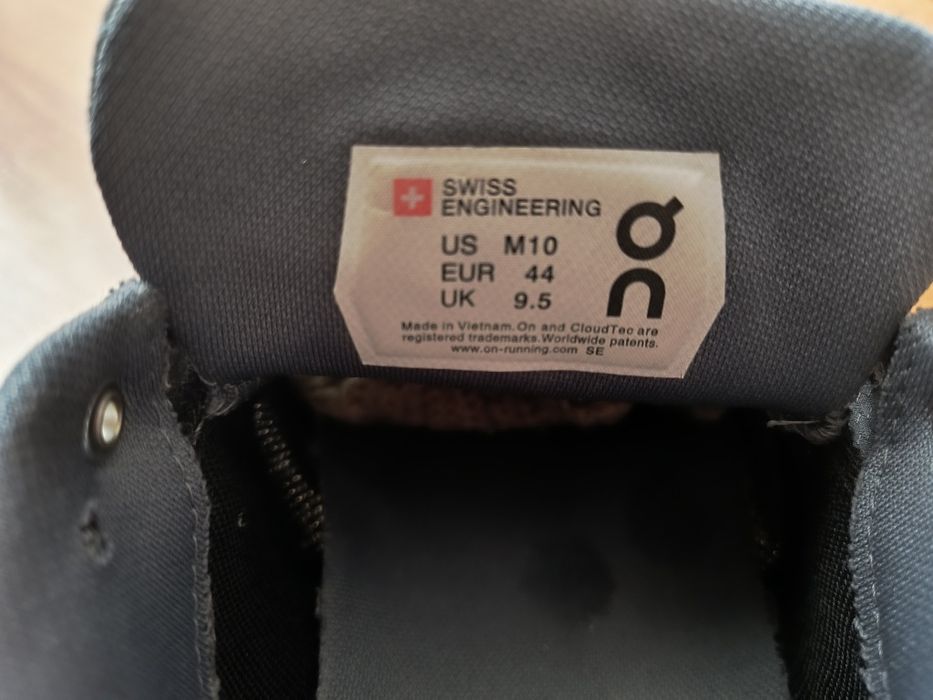 SWISS
ENGINEERING
US M10
EUR 44
UK 9.5
On
Made in Vietnam. On and CloudTec are
registered trademarks. Worldwide patents.
www.on-running.com SE